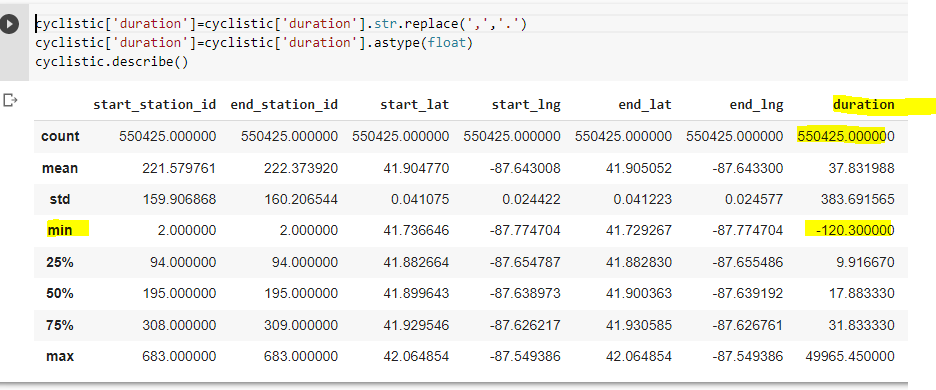 cyclistic['duration']=cyclistic['duration'].str.replace(',','.')
cyclistic['duration']=cyclistic['duration'].astype(float)
cyclistic.describe()
start_station_id end_station_id start_lat start_lng end_lat end_lng duration
count 550425.000000 550425.000000 550425.000000 550425.000000 550425.000000 550425.000000 550425.000000
mean 221.579761 222.373920 41.904770 -87.643008 41.905052 -87.643300 37.831988
std 159.906868 160.206544 0.041075 0.024422 0.041223 0.024577 383.691565
min 2.000000 2.000000 41.736646 -87.774704 41.729267 -87.774704 -120.300000
25% 94.000000 94.000000 41.882664 -87.654787 41.882830 -87.655486 9.916670
50% 195.000000 195.000000 41.899643 -87.638973 41.900363 -87.639192 17.883330
75% 308.000000 309.000000 41.929546 -87.626217 41.930585 -87.626761 31.833330
max 683.000000 683.000000 42.064854 -87.549386 42.064854 -87.549386 49965.450000